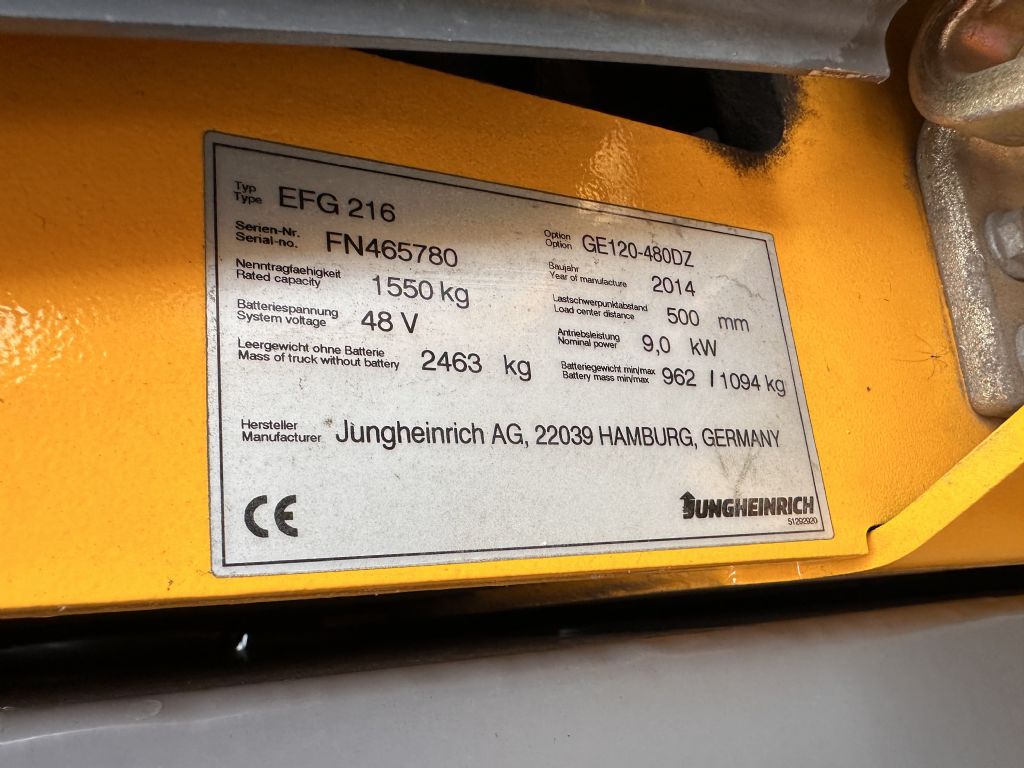 Typ
Type EFG 216
Option
Option GE120-480DZ
Serien-Nr.
Serial-no. FN465780
Baujahr
Year of manufacture 2014
Nenntragfaehigkeit
Rated capacity 1550 kg
Lastschwerpunktabstand
Load center distance 500 mm
Batteriespannung
System voltage 48 V
Antriebsleistung
Nominal power 9,0 kW
Leergewicht ohne Batterie
Mass of truck without battery 2463 kg
Batteriegewicht min/max
Battery mass min/max 962 / 1094 kg
Hersteller
Manufacturer Jungheinrich AG, 22039 HAMBURG, GERMANY
CE
JUNGHEINRICH
51292920